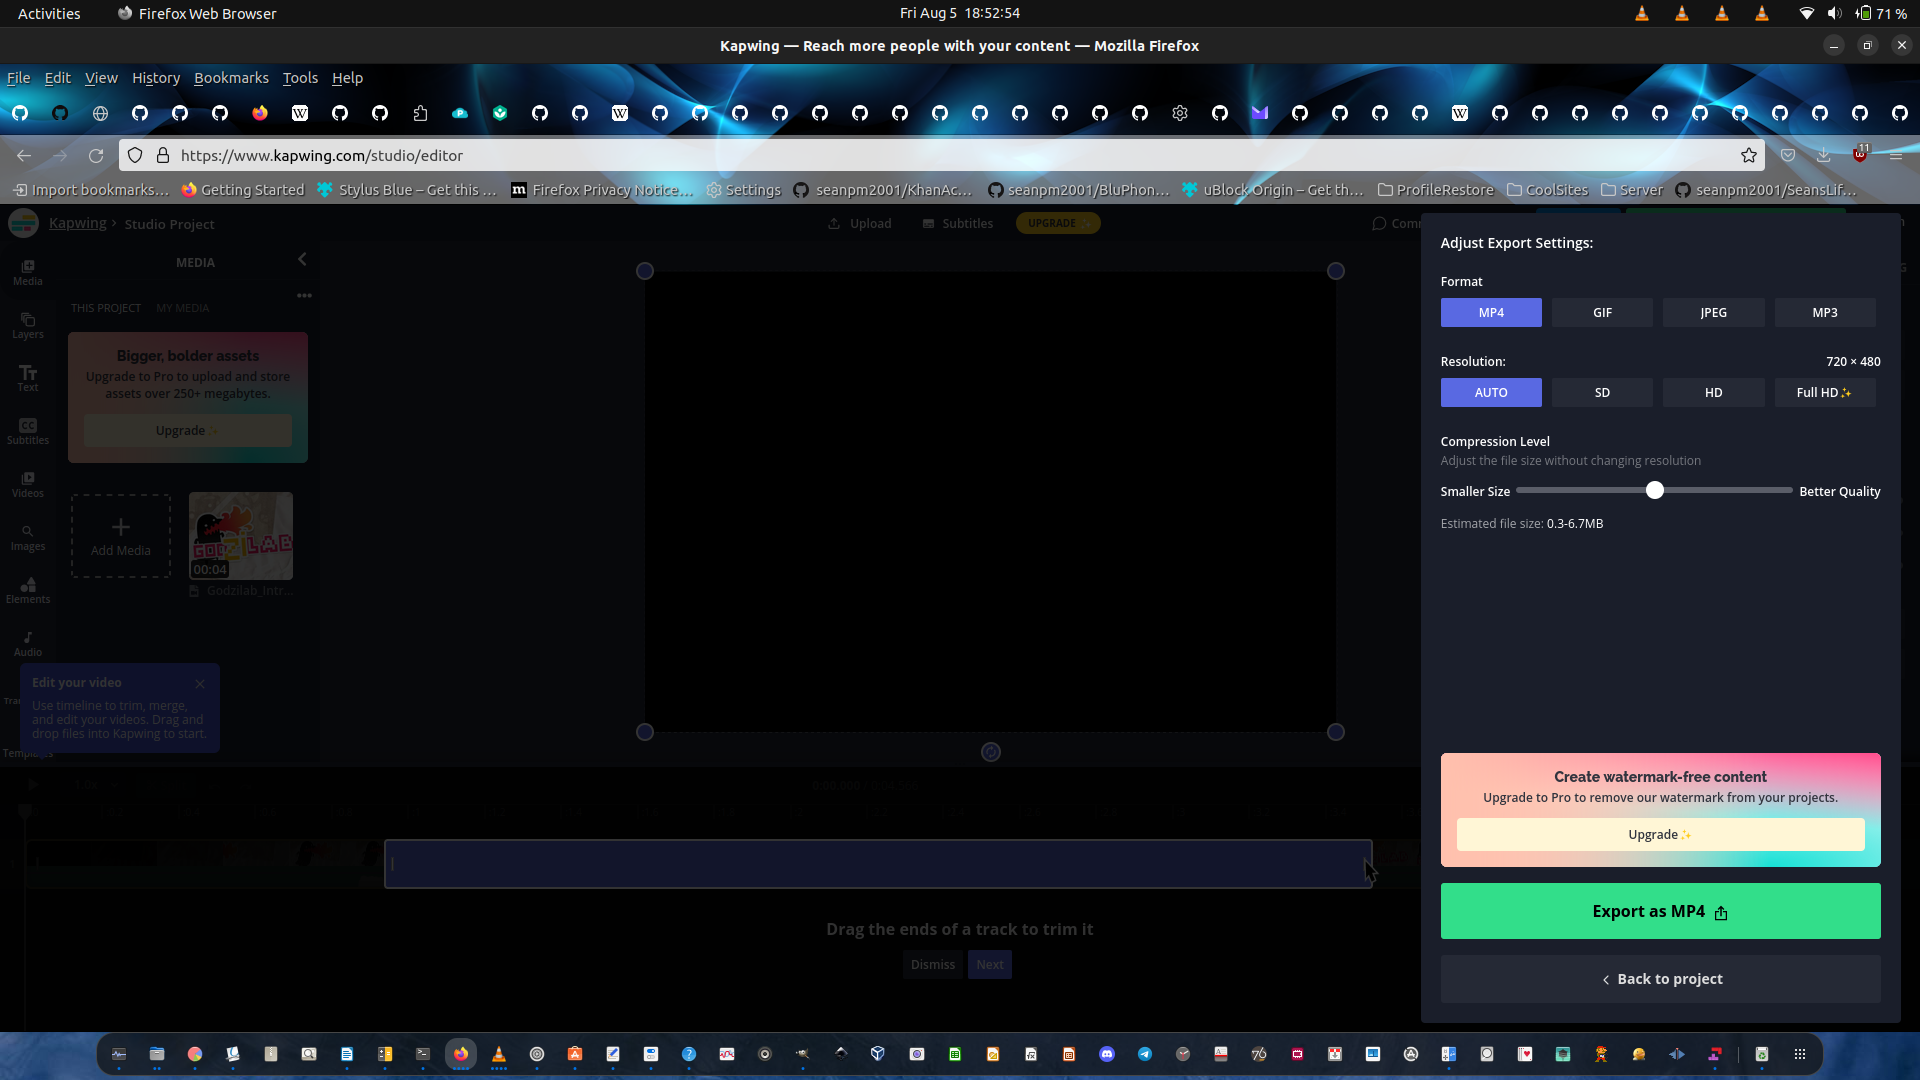 Activities
Firefox Web Browser
Fri Aug 5 18:52:54
71 %
Kapwing — Reach more people with your content — Mozilla Firefox
File Edit View History Bookmarks Tools Help
https://www.kapwing.com/studio/editor
11
Import bookmarks…
Getting Started
Stylus Blue – Get this …
Firefox Privacy Notice…
Settings
seanpm2001/KhanAc…
seanpm2001/BluPhon…
uBlock Origin – Get th…
ProfileRestore
CoolSites
Server
seanpm2001/SeansLif…
Kapwing › Studio Project
Upload
Subtitles
UPGRADE
Media
Layers
Text
Subtitles
Videos
Images
Elements
Audio
MEDIA
THIS PROJECT
MY MEDIA
Bigger, bolder assets
Upgrade to Pro to upload and store
assets over 250+ megabytes.
Upgrade
Add Media
GODZILAB
00:04
Godzilab_Intr...
Edit your video
Use timeline to trim, merge,
and edit your videos. Drag and
drop files into Kapwing to start.
Drag the ends of a track to trim it
Dismiss
Next
Adjust Export Settings:
Format
MP4
GIF
JPEG
MP3
Resolution:
720 × 480
AUTO
SD
HD
Full HD
Compression Level
Adjust the file size without changing resolution
Smaller Size
Better Quality
Estimated file size: 0.3-6.7MB
Create watermark-free content
Upgrade to Pro to remove our watermark from your projects.
Upgrade
Export as MP4
Back to project